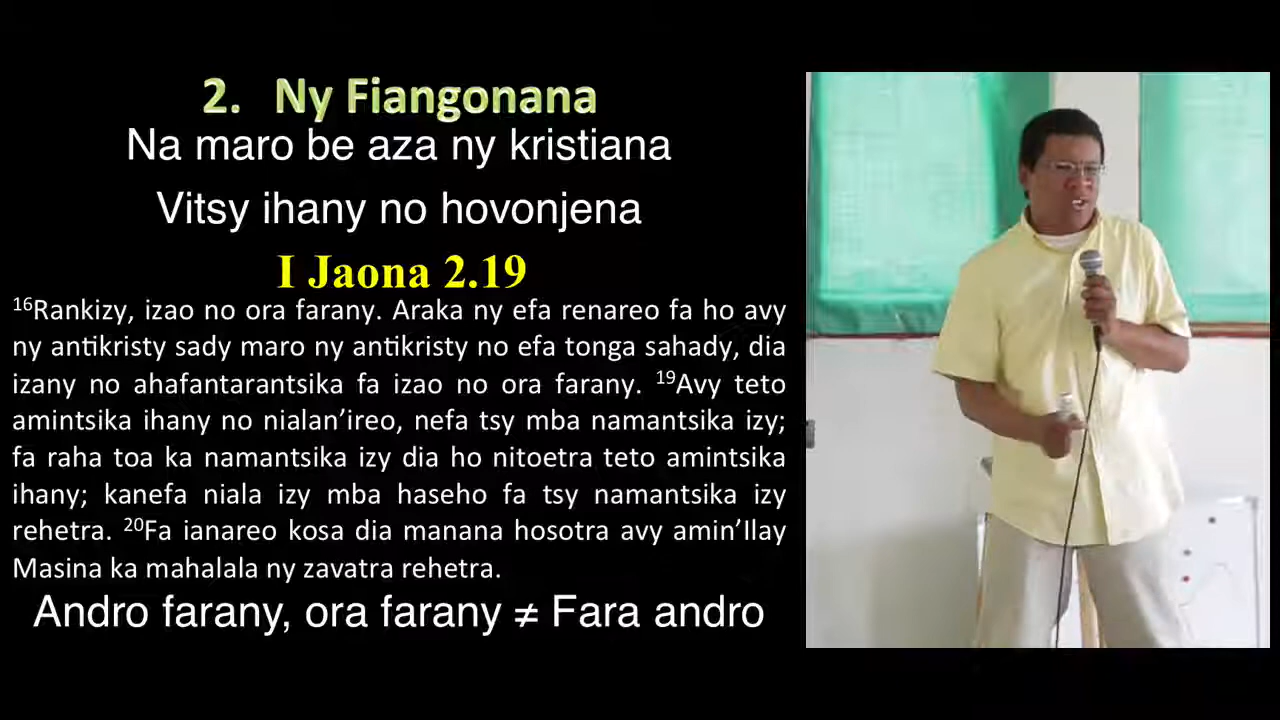 2. Ny Fiangonana
Na maro be aza ny kristiana
Vitsy ihany no hovonjena
I Jaona 2.19
¹⁶Rankizy, izao no ora farany. Araka ny efa renareo fa ho avy
ny antikristy sady maro ny antikristy no efa tonga sahady, dia
izany no ahafantarantsika fa izao no ora farany. ¹⁹Avy teto
amintsika ihany no nialan’ireo, nefa tsy mba namantsika izy;
fa raha toa ka namantsika izy dia ho nitoetra teto amintsika
ihany; kanefa niala izy mba haseho fa tsy namantsika izy
rehetra. ²⁰Fa ianareo kosa dia manana hosotra avy amin’Ilay
Masina ka mahalala ny zavatra rehetra.
Andro farany, ora farany ≠ Fara andro